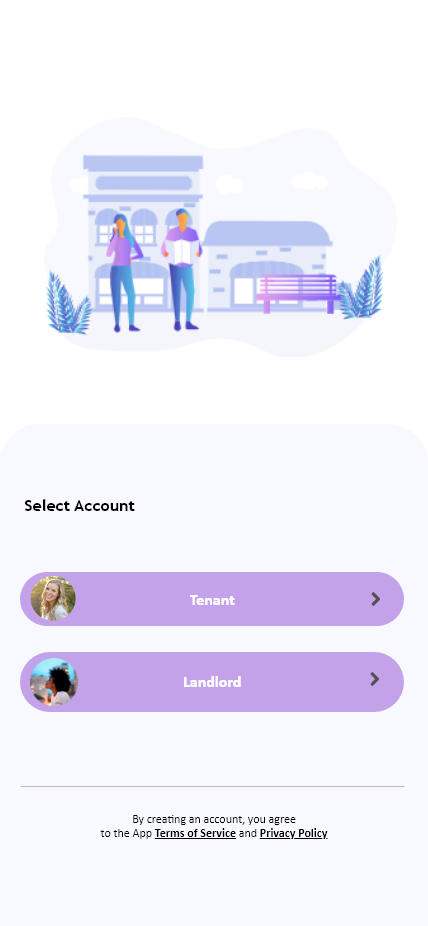 Select Account
Tenant
Landlord
By creating an account, you agree
to the App Terms of Service and Privacy Policy